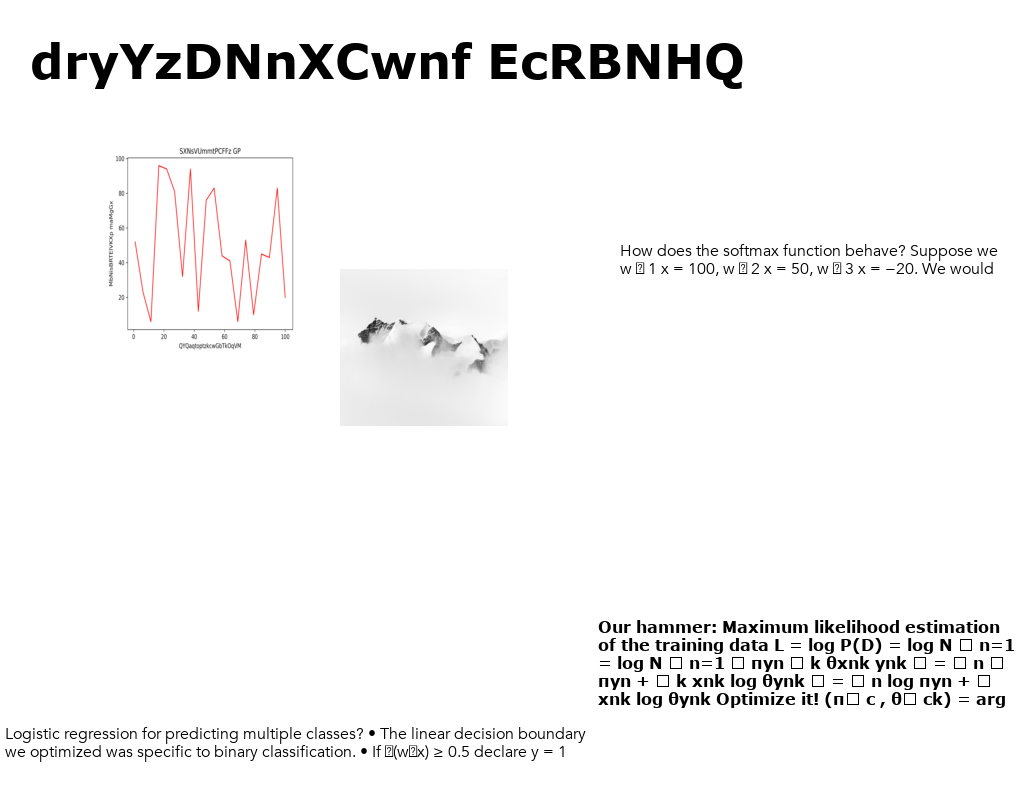 dryYzDNnXCwnf EcRBNHQ
SXNsVUmmtPCFFz GP
100
80
60
40
20
0 20 40 60 80 100
QYQaqtoptzkcwGbTkOqVM
How does the softmax function behave? Suppose we
w � 1 x = 100, w � 2 x = 50, w � 3 x = −20. We would
Our hammer: Maximum likelihood estimation
of the training data L = log P(D) = log N □ n=1
= log N □ n=1 □ πyn □ k θxnk ynk □ = □ n □
πyn + □ k xnk log θynk □ = □ n log πyn + □
xnk log θynk Optimize it! (π□ c , θ□ ck) = arg
Logistic regression for predicting multiple classes? • The linear decision boundary
we optimized was specific to binary classification. • If �(w�x) ≥ 0.5 declare y = 1